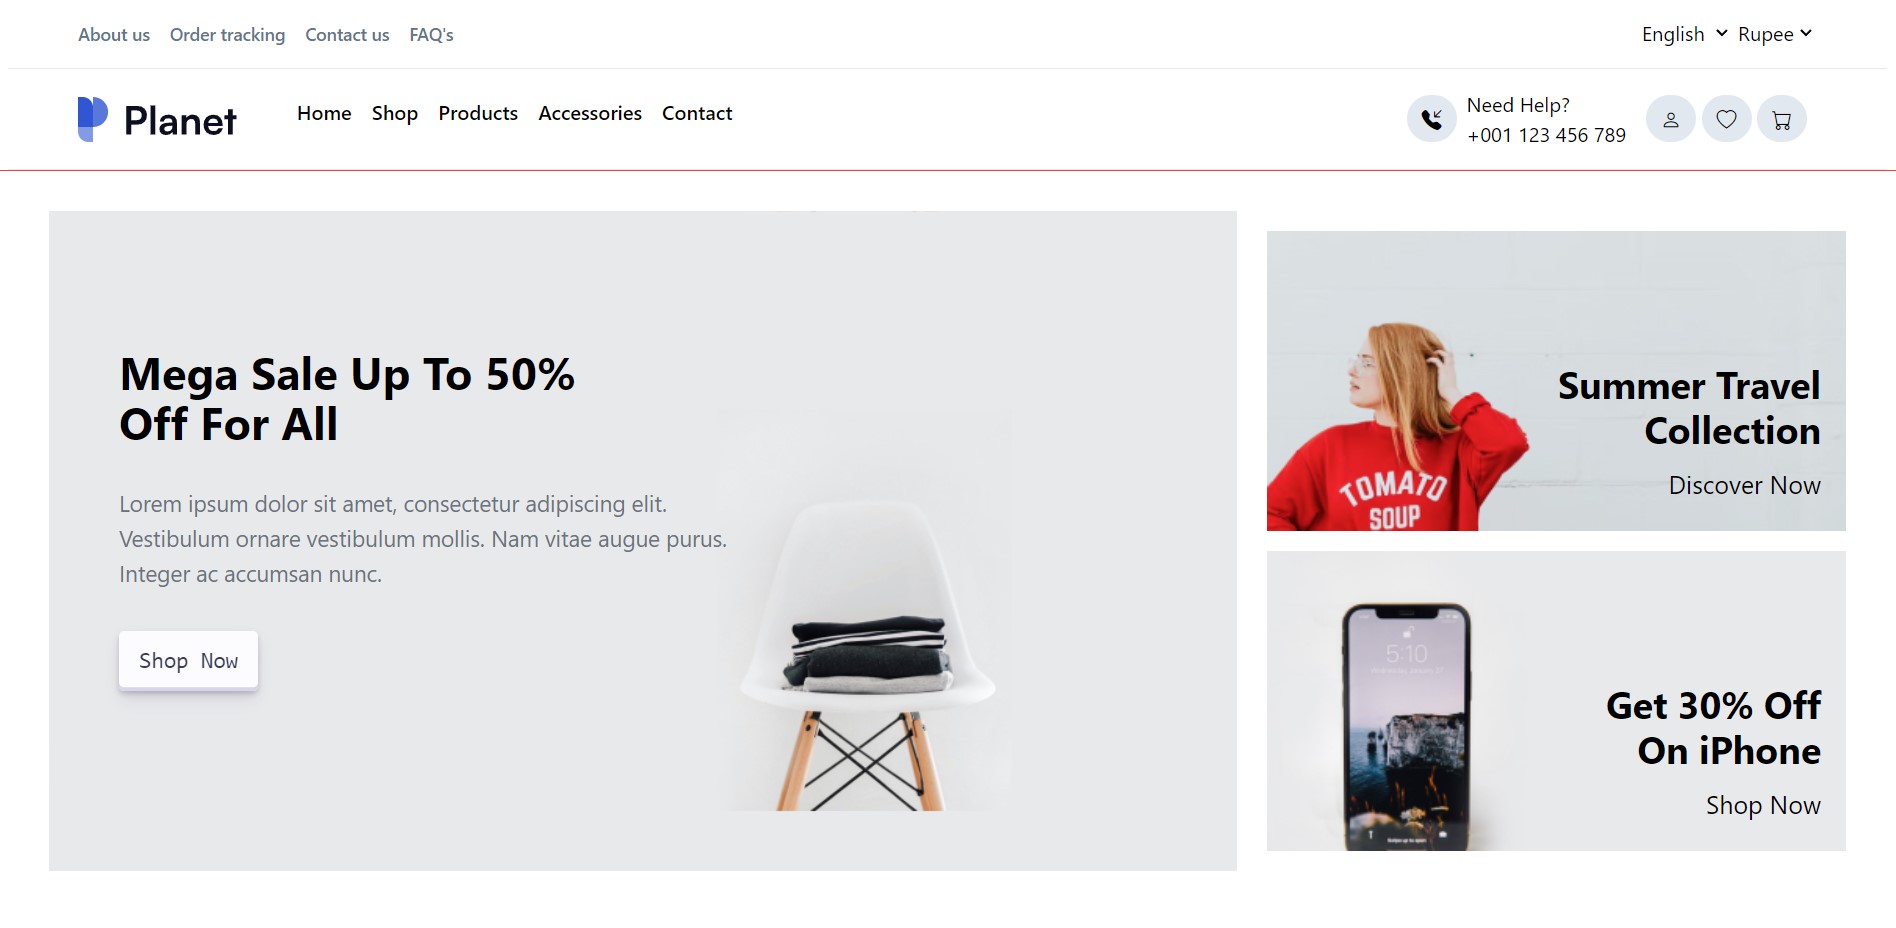 About us Order tracking Contact us FAQ's
English Rupee
Planet
Home Shop Products Accessories Contact
Need Help?
+001 123 456 789
Mega Sale Up To 50%
Off For All
Lorem ipsum dolor sit amet, consectetur adipiscing elit.
Vestibulum ornare vestibulum mollis. Nam vitae augue purus.
Integer ac accumsan nunc.
Shop Now
TOMATO
SOUP
Summer Travel
Collection
Discover Now
5:10
Get 30% Off
On iPhone
Shop Now